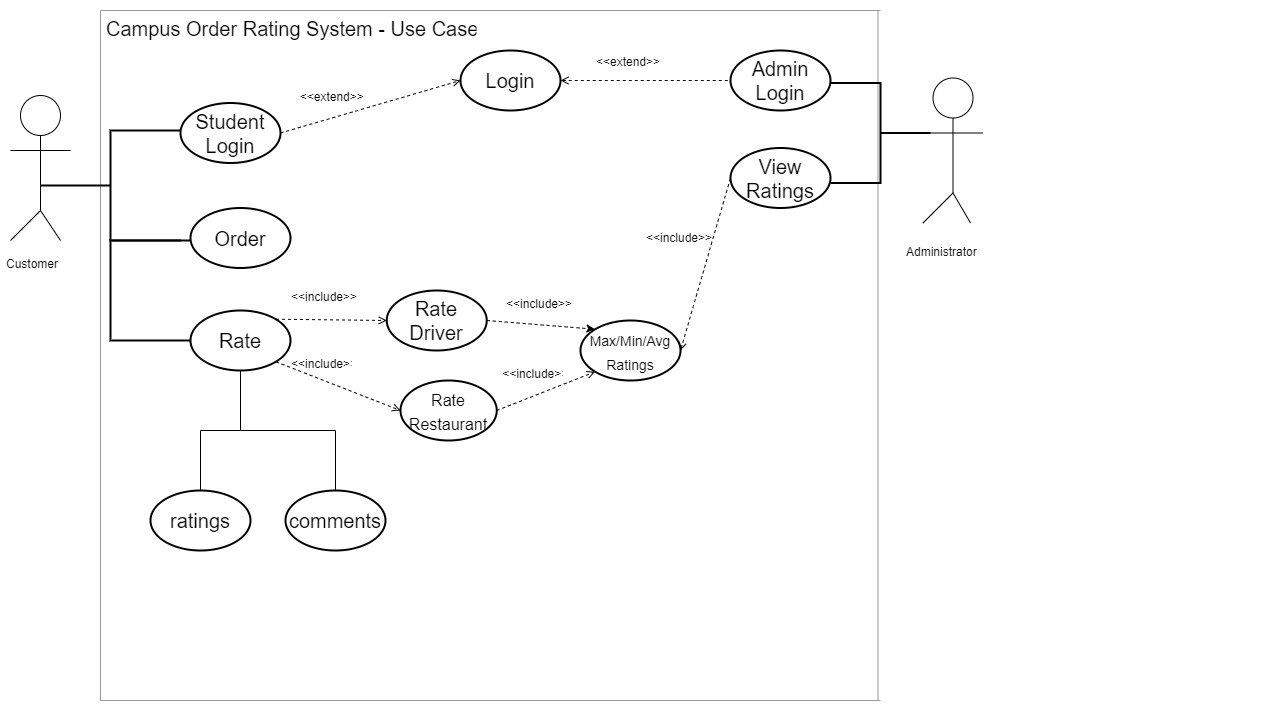 Campus Order Rating System - Use Case
<<extend>>
Login
<<extend>>
Admin
Login
Student
Login
View
Ratings
Customer
Order
<<include>>
Administrator
<<include>>
Rate
Driver
<<include>>
Rate
Max/Min/Avg
Ratings
<<include>:
<<include>:
Rate
Restaurant
ratings
comments